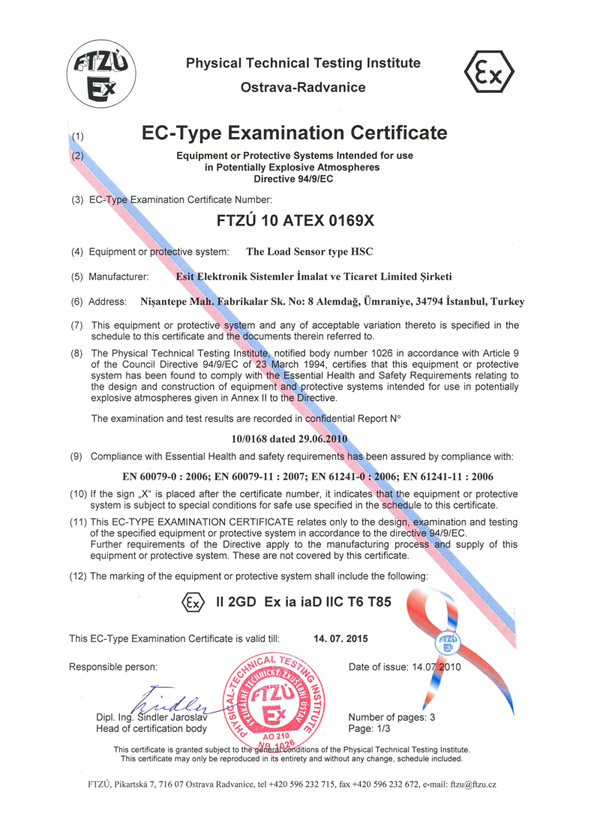 FTZÚ
Ex
Physical Technical Testing Institute
Ostrava-Radvanice
Ex
(1) EC-Type Examination Certificate
(2) Equipment or Protective Systems Intended for use
in Potentially Explosive Atmospheres
Directive 94/9/EC
(3) EC-Type Examination Certificate Number:
FTZÚ 10 ATEX 0169X
(4) Equipment or protective system: The Load Sensor type HSC
(5) Manufacturer: Esit Elektronik Sistemler İmalat ve Ticaret Limited Şirketi
(6) Address: Nişantepe Mah. Fabrikalar Sk. No: 8 Alemdağ, Ümraniye, 34794 İstanbul, Turkey
(7) This equipment or protective system and any of acceptable variation thereto is specified in the
schedule to this certificate and the documents therein referred to.
(8) The Physical Technical Testing Institute, notified body number 1026 in accordance with Article 9
of the Council Directive 94/9/EC of 23 March 1994, certifies that this equipment or protective
system has been found to comply with the Essential Health and Safety Requirements relating to
the design and construction of equipment and protective systems intended for use in potentially
explosive atmospheres given in Annex II to the Directive.
The examination and test results are recorded in confidential Report N°
10/0168 dated 29.06.2010
(9) Compliance with Essential Health and safety requirements has been assured by compliance with:
EN 60079-0 : 2006; EN 60079-11 : 2007; EN 61241-0 : 2006; EN 61241-11 : 2006
(10) If the sign „X" is placed after the certificate number, it indicates that the equipment or protective
system is subject to special conditions for safe use specified in the schedule to this certificate.
(11) This EC-TYPE EXAMINATION CERTIFICATE relates only to the design, examination and testing
of the specified equipment or protective system in accordance to the directive 94/9/EC.
Further requirements of the Directive apply to the manufacturing process and supply of this
equipment or protective system. These are not covered by this certificate.
(12) The marking of the equipment or protective system shall include the following:
Ex II 2GD Ex ia iaD IIC T6 T85
FTZÚ
Ex
This EC-Type Examination Certificate is valid till: 14. 07. 2015
Responsible person:
Date of issue: 14.07.2010
PHYSICAL-TECHNICAL TESTING INSTITUTE
FYZIKÁLNĚ TECHNICKÝ ZKUŠEBNÍ ÚSTAV
FTZÚ
Ex
AO 210
NB 1026
Dipl. Ing. Šindler Jaroslav
Head of certification body
Number of pages: 3
Page: 1/3
This certificate is granted subject to the general conditions of the Physical Technical Testing Institute.
This certificate may only be reproduced in its entirety and without any change, schedule included.
FTZÚ, Pikartská 7, 716 07 Ostrava Radvanice, tel +420 596 232 715, fax +420 596 232 672, e-mail: ftzu@ftzu.cz